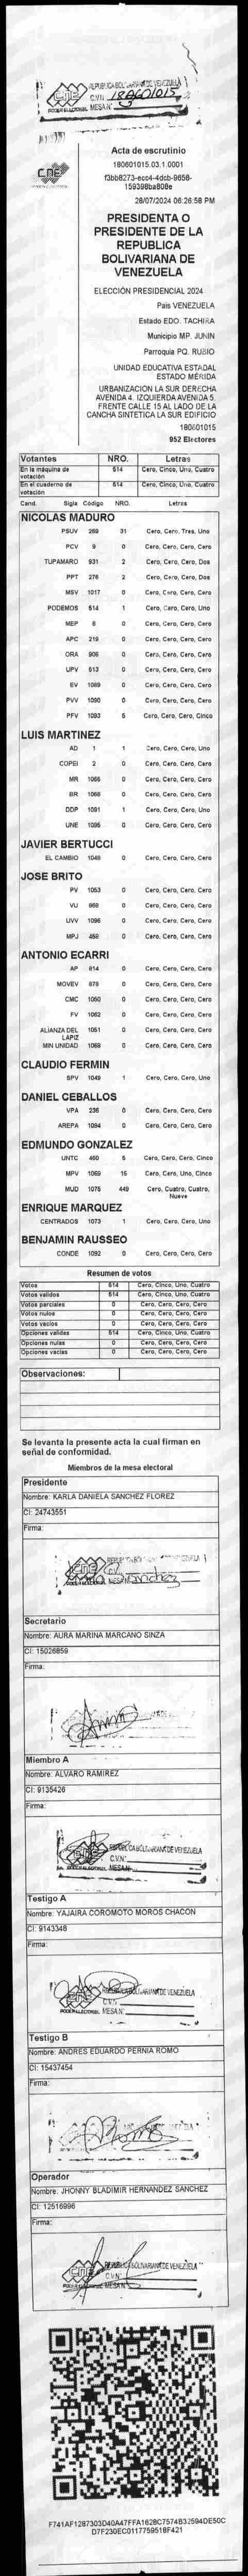 CNE
PODER ELECTORAL
REPUBLICA BOLIVARIANA DE VENEZUELA
C.V.N. 180601015
MESA N° 3
CNE
Acta de escrutinio
180601015.03.1.0001
f3bb8273-ecc4-4dcb-9658-
159398ba808e
28/07/2024 06:26:58 PM
PRESIDENTA O
PRESIDENTE DE LA
REPUBLICA
BOLIVARIANA DE
VENEZUELA
ELECCIÓN PRESIDENCIAL 2024
Pais VENEZUELA
Estado EDO. TACHIRA
Municipio MP. JUNIN
Parroquia PQ. RUBIO
UNIDAD EDUCATIVA ESTADAL
ESTADO MÉRIDA
URBANIZACION LA SUR DERECHA
AVENIDA 4. IZQUIERDA AVENIDA 5.
FRENTE CALLE 15 AL LADO DE LA
CANCHA SINTETICA LA SUR EDIFICIO
180601015
952 Electores
Votantes NRO. Letras
En la máquina de votación 514 Cero, Cinco, Uno, Cuatro
En el cuaderno de votación 514 Cero, Cinco, Uno, Cuatro
Cand. Sigla Código NRO. Letras
NICOLAS MADURO
PSUV 269 31 Cero, Cero, Tres, Uno
PCV 9 0 Cero, Cero, Cero, Cero
TUPAMARO 931 2 Cero, Cero, Cero, Dos
PPT 276 2 Cero, Cero, Cero, Dos
MSV 1017 0 Cero, Cero, Cero, Cero
PODEMOS 514 1 Cero, Cero, Cero, Uno
MEP 6 0 Cero, Cero, Cero, Cero
APC 219 0 Cero, Cero, Cero, Cero
ORA 906 0 Cero, Cero, Cero, Cero
UPV 613 0 Cero, Cero, Cero, Cero
EV 1089 0 Cero, Cero, Cero, Cero
PVV 1090 0 Cero, Cero, Cero, Cero
PFV 1093 5 Cero, Cero, Cero, Cinco
LUIS MARTINEZ
AD 1 1 Cero, Cero, Cero, Uno
COPEI 2 0 Cero, Cero, Cero, Cero
MR 1066 0 Cero, Cero, Cero, Cero
BR 1068 0 Cero, Cero, Cero, Cero
DDP 1091 1 Cero, Cero, Cero, Uno
UNE 1095 0 Cero, Cero, Cero, Cero
JAVIER BERTUCCI
EL CAMBIO 1048 0 Cero, Cero, Cero, Cero
JOSE BRITO
PV 1053 0 Cero, Cero, Cero, Cero
VU 969 0 Cero, Cero, Cero, Cero
UVV 1096 0 Cero, Cero, Cero, Cero
MPJ 458 0 Cero, Cero, Cero, Cero
ANTONIO ECARRI
AP 814 0 Cero, Cero, Cero, Cero
MOVEV 879 0 Cero, Cero, Cero, Cero
CMC 1050 0 Cero, Cero, Cero, Cero
FV 1062 0 Cero, Cero, Cero, Cero
ALIANZA DEL LAPIZ 1051 0 Cero, Cero, Cero, Cero
MIN UNIDAD 1088 0 Cero, Cero, Cero, Cero
CLAUDIO FERMIN
SPV 1049 1 Cero, Cero, Cero, Uno
DANIEL CEBALLOS
VPA 236 0 Cero, Cero, Cero, Cero
AREPA 1094 0 Cero, Cero, Cero, Cero
EDMUNDO GONZALEZ
UNTC 460 5 Cero, Cero, Cero, Cinco
MPV 1069 15 Cero, Cero, Uno, Cinco
MUD 1075 449 Cero, Cuatro, Cuatro, Nueve
ENRIQUE MARQUEZ
CENTRADOS 1073 1 Cero, Cero, Cero, Uno
BENJAMIN RAUSSEO
CONDE 1092 0 Cero, Cero, Cero, Cero
Resumen de votos
Votos 514 Cero, Cinco, Uno, Cuatro
Votos validos 514 Cero, Cinco, Uno, Cuatro
Votos parciales 0 Cero, Cero, Cero, Cero
Votos nulos 0 Cero, Cero, Cero, Cero
Votos vacios 0 Cero, Cero, Cero, Cero
Opciones validas 514 Cero, Cinco, Uno, Cuatro
Opciones nulas 0 Cero, Cero, Cero, Cero
Opciones vacias 0 Cero, Cero, Cero, Cero
Observaciones:
Se levanta la presente acta la cual firman en
señal de conformidad.
Miembros de la mesa electoral
Presidente
Nombre: KARLA DANIELA SANCHEZ FLOREZ
CI: 24743551
Firma:
Secretario
Nombre: AURA MARINA MARCANO SINZA
CI: 15026859
Firma:
Miembro A
Nombre: ALVARO RAMIREZ
CI: 9135426
Firma:
REPUBLICA BOLIVARIANA DE VENEZUELA
C.V.N°
MESA N°
Testigo A
Nombre: YAJAIRA COROMOTO MOROS CHACON
CI: 9143348
Firma:
REPUBLICA BOLIVARIANA DE VENEZUELA
C.V.N°
PODER ELECTORAL MESA N°
Testigo B
Nombre: ANDRES EDUARDO PERNIA ROMO
CI: 15437454
Firma:
Operador
Nombre: JHONNY BLADIMIR HERNANDEZ SANCHEZ
CI: 12516996
Firma:
REPUBLICA BOLIVARIANA DE VENEZUELA
C.V.N°
MESA N°
F741AF1287303D40A47FFA1628C7574B32594DE50C
D7F230EC0117759518F421